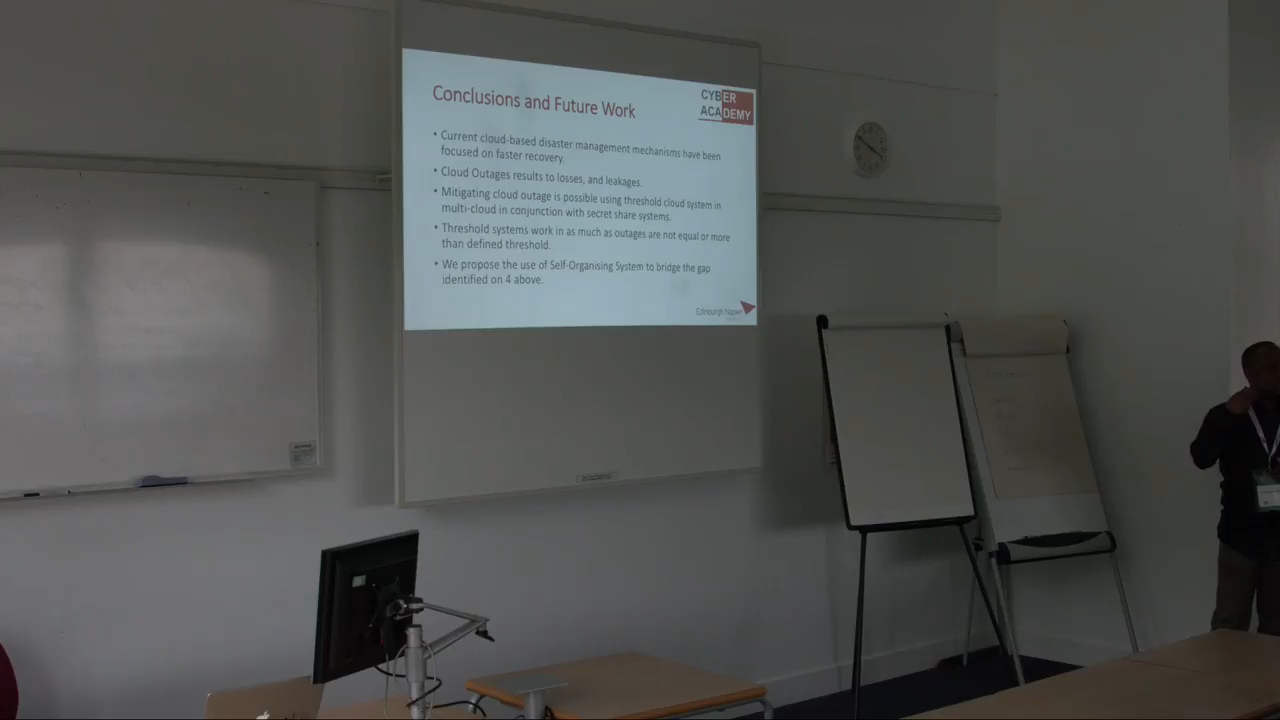 Conclusions and Future Work
CYBER
ACADEMY
• Current cloud-based disaster management mechanisms have been
focused on faster recovery.
• Cloud Outages results to losses, and leakages.
• Mitigating cloud outage is possible using threshold cloud system in
multi-cloud in conjunction with secret share systems.
• Threshold systems work in as much as outages are not equal or more
than defined threshold.
• We propose the use of Self-Organising System to bridge the gap
identified on 4 above.
Edinburgh Napier